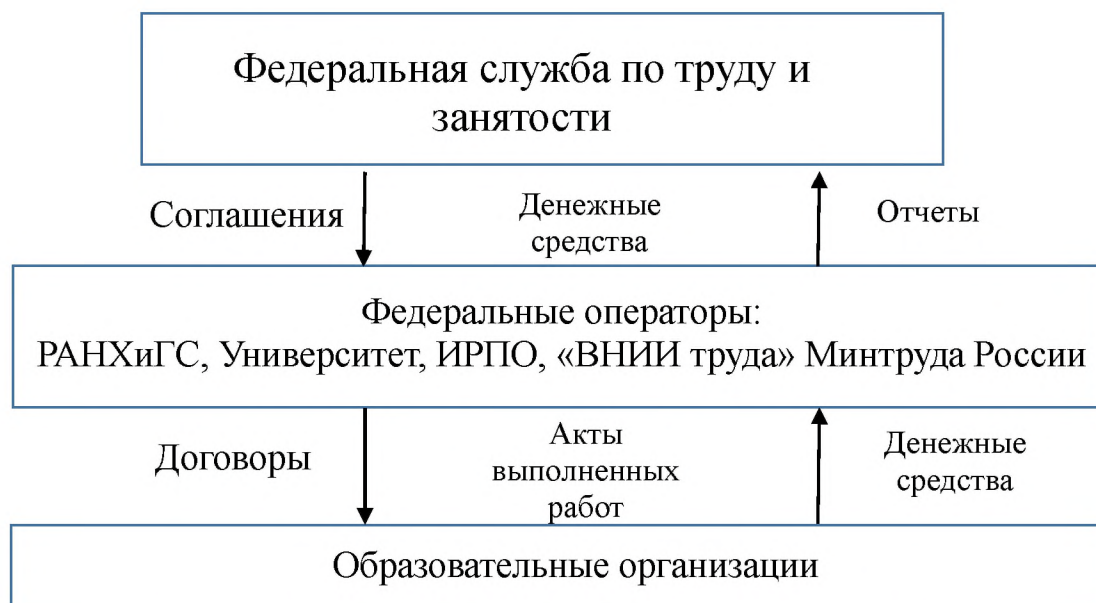 Федеральная служба по труду и
занятости
Соглашения
Денежные
средства
Отчеты
Федеральные операторы:
РАНХиГС, Университет, ИРПО, «ВНИИ труда» Минтруда России
Договоры
Акты
выполненных
работ
Денежные
средства
Образовательные организации